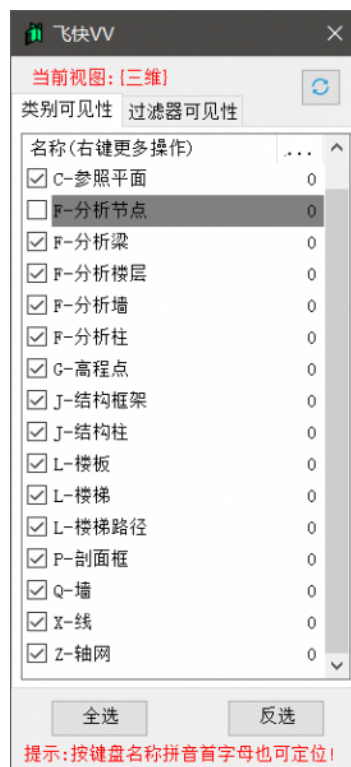 飞快VV
当前视图:{三维}
类别可见性 过滤器可见性
名称(右键更多操作) ...
C-参照平面 0
F-分析节点 0
F-分析梁 0
F-分析楼层 0
F-分析墙 0
F-分析柱 0
G-高程点 0
J-结构框架 0
J-结构柱 0
L-楼板 0
L-楼梯 0
L-楼梯路径 0
P-剖面框 0
Q-墙 0
X-线 0
Z-轴网 0
全选 反选
提示:按键盘名称拼音首字母也可定位!